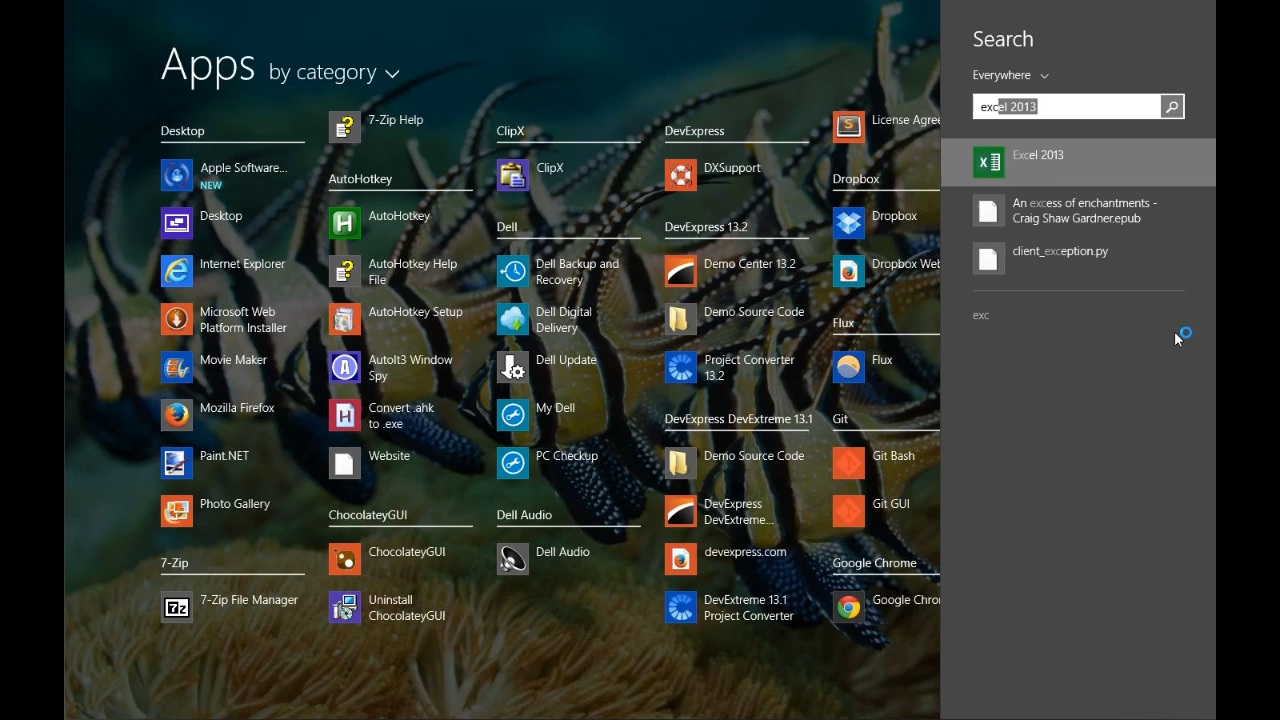 Apps by category
Desktop
Apple Software...
NEW
Desktop
Internet Explorer
Microsoft Web
Platform Installer
Movie Maker
Mozilla Firefox
Paint.NET
Photo Gallery
7-Zip
7-Zip File Manager
7-Zip Help
AutoHotkey
AutoHotkey
AutoHotkey Help
File
AutoHotkey Setup
AutoIt3 Window
Spy
Convert .ahk
to .exe
Website
ChocolateyGUI
ChocolateyGUI
Uninstall
ChocolateyGUI
ClipX
ClipX
Dell
Dell Backup and
Recovery
Dell Digital
Delivery
Dell Update
My Dell
PC Checkup
Dell Audio
Dell Audio
DevExpress
DXSupport
DevExpress 13.2
Demo Center 13.2
Demo Source Code
Project Converter
13.2
DevExpress DevExtreme 13.1
Demo Source Code
DevExpress
DevExtreme...
devexpress.com
DevExtreme 13.1
Project Converter
License Agree
Dropbox
Dropbox
Dropbox Web
Flux
Flux
Git
Git Bash
Git GUI
Google Chrome
Google Chro
Search
Everywhere
excel 2013
Excel 2013
An excess of enchantments -
Craig Shaw Gardner.epub
client_exception.py
exc